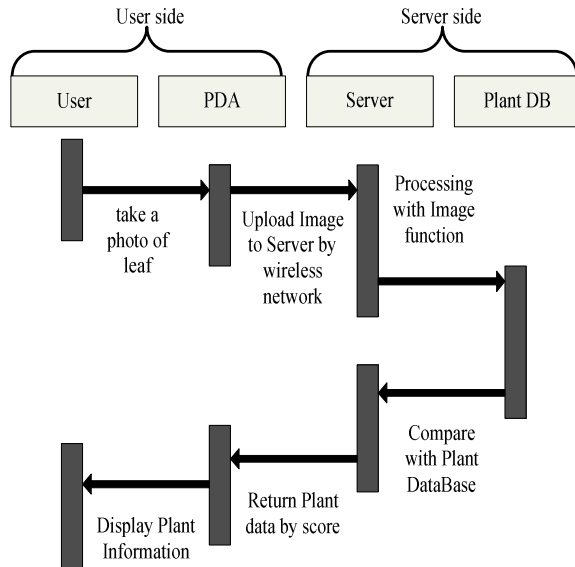 User side
Server side
User
PDA
Server
Plant DB
take a
photo of
leaf
Upload Image
to Server by
wireless
network
Processing
with Image
function
Compare
with Plant
DataBase
Return Plant
data by score
Display Plant
Information